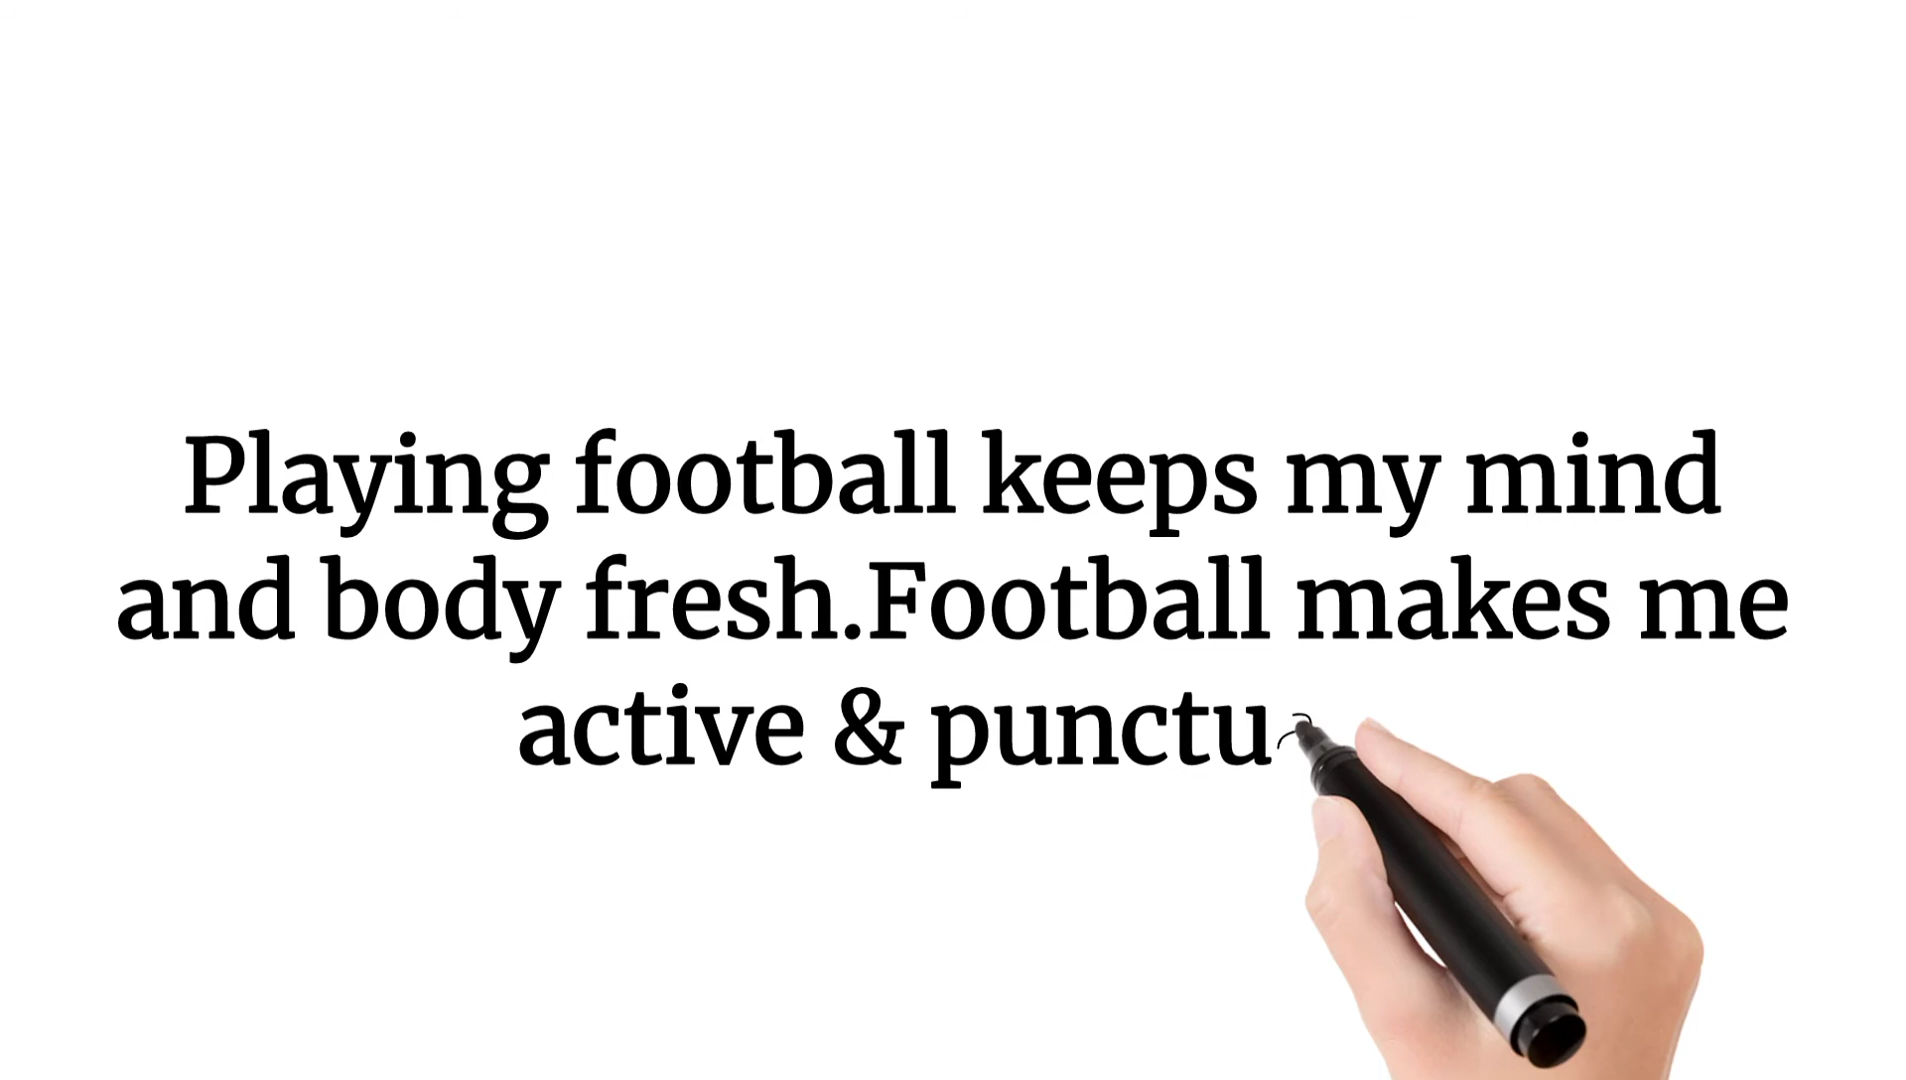 Playing football keeps my mind
and body fresh.Football makes me
active & punctu